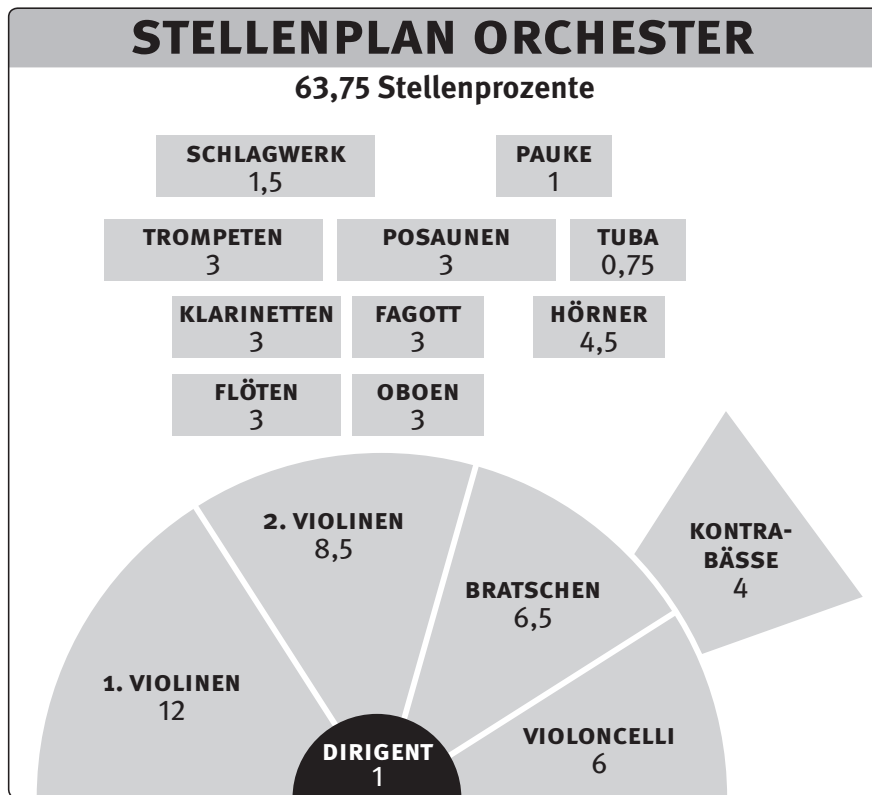 STELLENPLAN ORCHESTER
63,75 Stellenprozente
SCHLAGWERK
1,5
PAUKE
1
TROMPETEN
3
POSAUNEN
3
TUBA
0,75
KLARINETTEN
3
FAGOTT
3
HÖRNER
4,5
FLÖTEN
3
OBOEN
3
2. VIOLINEN
8,5
KONTRA-
BÄSSE
4
BRATSCHEN
6,5
1. VIOLINEN
12
VIOLONCELLI
6
DIRIGENT
1